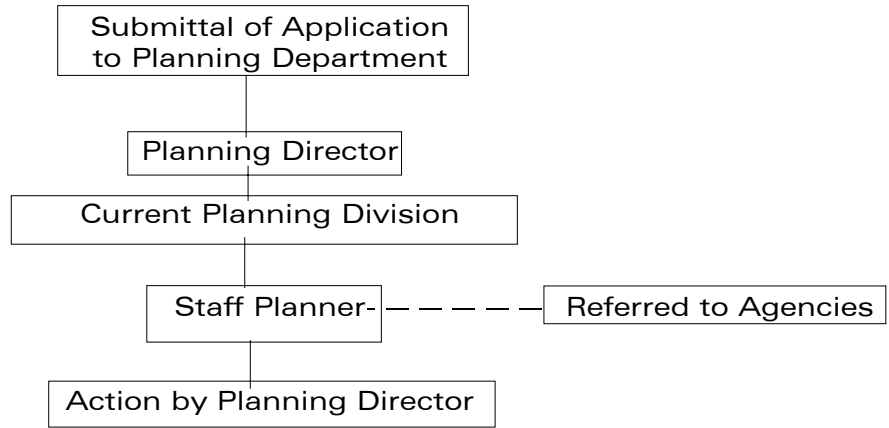 Submittal of Application
to Planning Department
Planning Director
Current Planning Division
Staff Planner
Referred to Agencies
Action by Planning Director